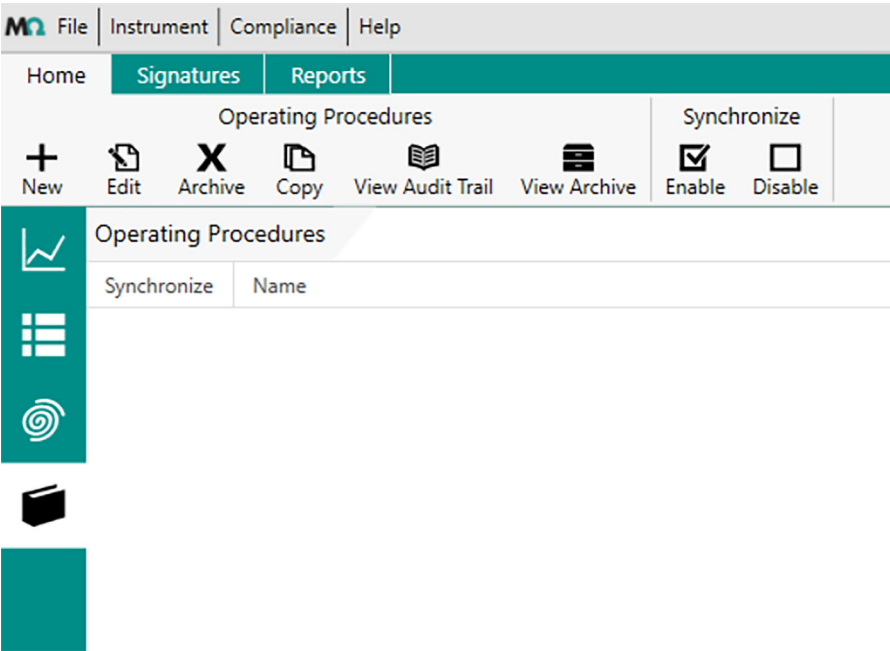 MΩ File Instrument Compliance Help
Home Signatures Reports
Operating Procedures Synchronize
New Edit Archive Copy View Audit Trail View Archive Enable Disable
Operating Procedures
Synchronize Name